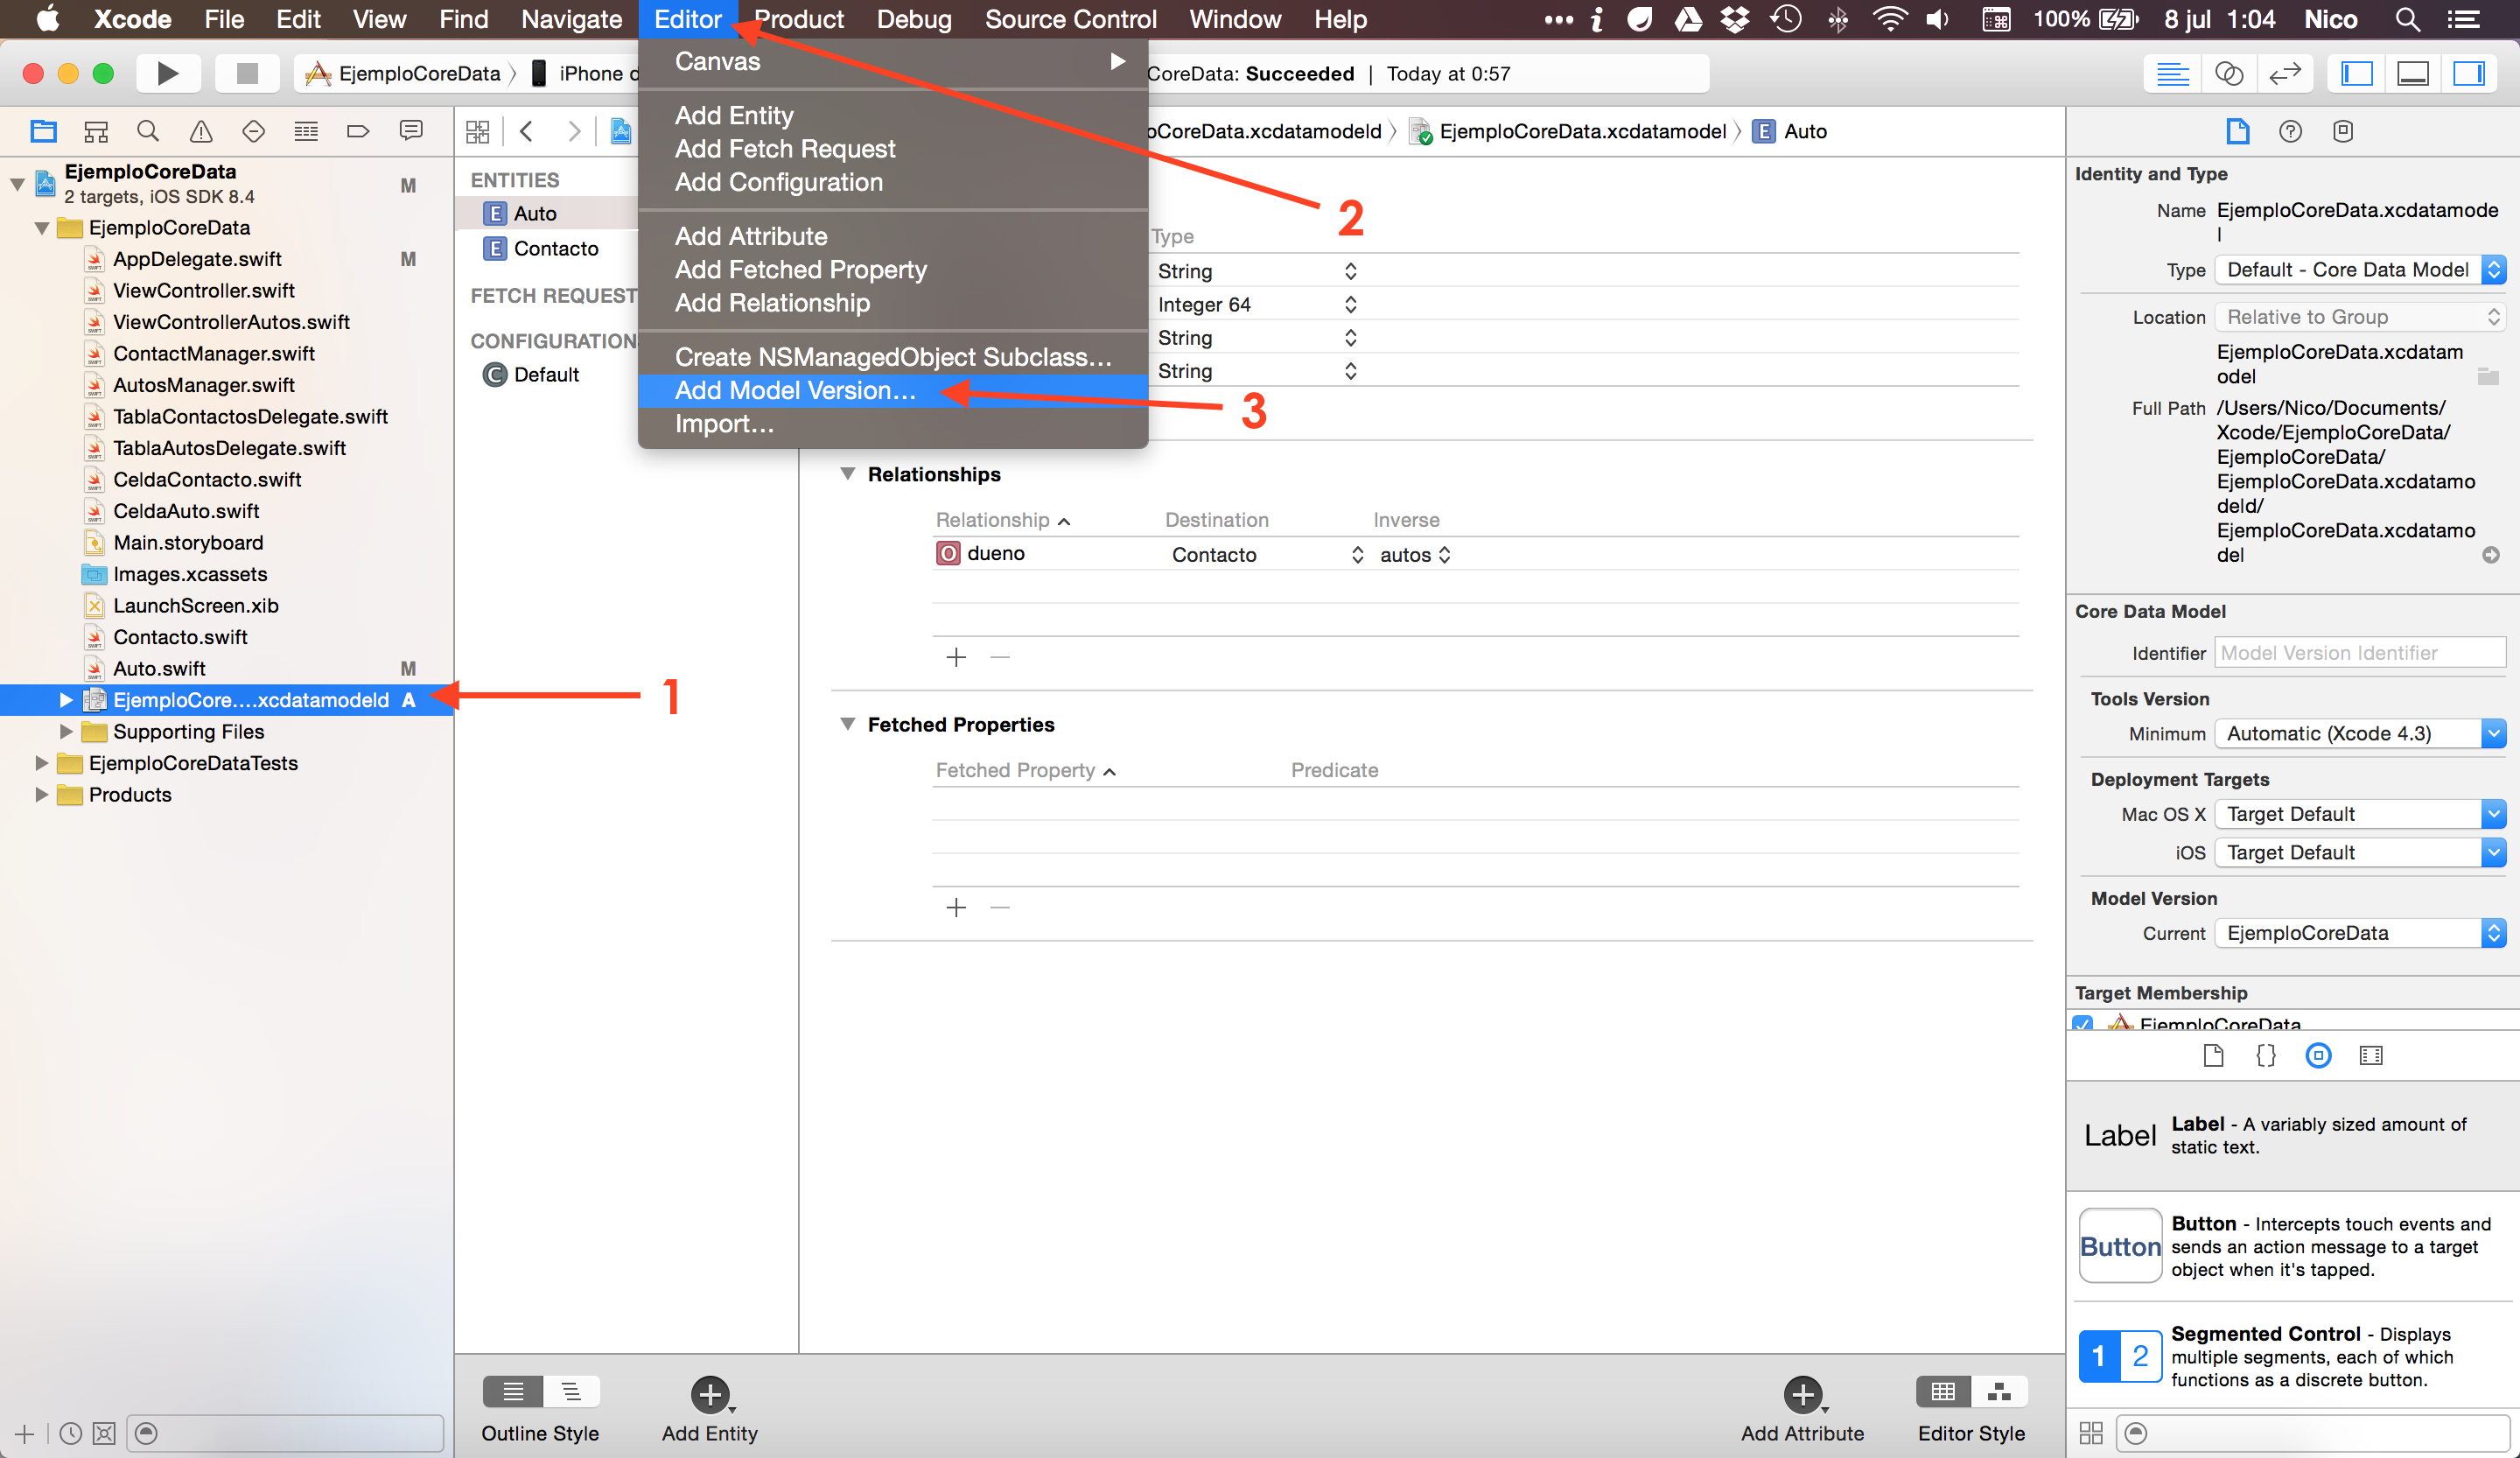 Xcode File Edit View Find Navigate Editor Product Debug Source Control Window Help 100% 8 jul 1:04 Nico
EjemploCoreData iPhone d CoreData: Succeeded | Today at 0:57
EjemploCoreData
2 targets, iOS SDK 8.4
M
EjemploCoreData
AppDelegate.swift M
ViewController.swift
ViewControllerAutos.swift
ContactManager.swift
AutosManager.swift
TablaContactosDelegate.swift
TablaAutosDelegate.swift
CeldaContacto.swift
CeldaAuto.swift
Main.storyboard
Images.xcassets
LaunchScreen.xib
Contacto.swift
Auto.swift M
EjemploCore....xcdatamodeld A
Supporting Files
EjemploCoreDataTests
Products
1
ENTITIES
E Auto
E Contacto
FETCH REQUEST
CONFIGURATION
C Default
Canvas
Add Entity
Add Fetch Request
Add Configuration
Add Attribute
Add Fetched Property
Add Relationship
Create NSManagedObject Subclass...
Add Model Version...
Import...
2
3
oCoreData.xcdatamodeld EjemploCoreData.xcdatamodel E Auto
Type
String
Integer 64
String
String
Relationships
Relationship Destination Inverse
O dueno Contacto autos
Fetched Properties
Fetched Property Predicate
Outline Style Add Entity Add Attribute Editor Style
Identity and Type
Name EjemploCoreData.xcdatamode
l
Type Default - Core Data Model
Location Relative to Group
EjemploCoreData.xcdatam
odel
Full Path /Users/Nico/Documents/
Xcode/EjemploCoreData/
EjemploCoreData/
EjemploCoreData.xcdatamo
deld/
EjemploCoreData.xcdatamo
del
Core Data Model
Identifier Model Version Identifier
Tools Version
Minimum Automatic (Xcode 4.3)
Deployment Targets
Mac OS X Target Default
iOS Target Default
Model Version
Current EjemploCoreData
Target Membership
EjemploCoreData
Label Label - A variably sized amount of
static text.
Button Button - Intercepts touch events and
sends an action message to a target
object when it's tapped.
1 2 Segmented Control - Displays
multiple segments, each of which
functions as a discrete button.